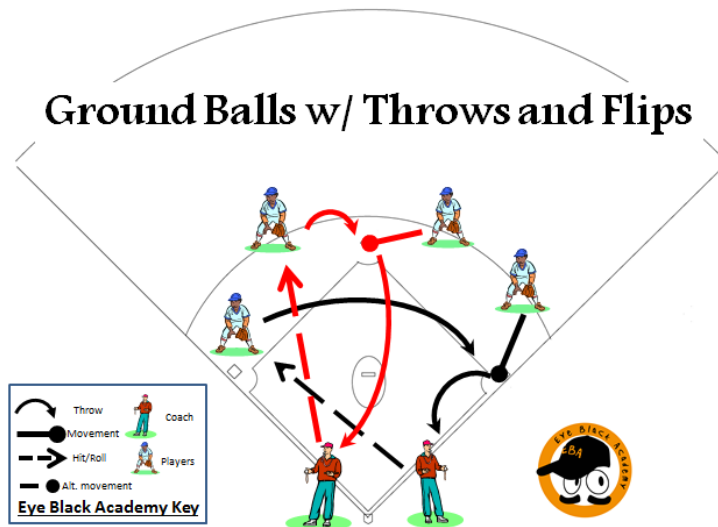 Ground Balls w/ Throws and Flips
Throw
Coach
Movement
Hit/Roll
Players
Alt. movement
Eye Black Academy Key
Eye Black Academy
EBA